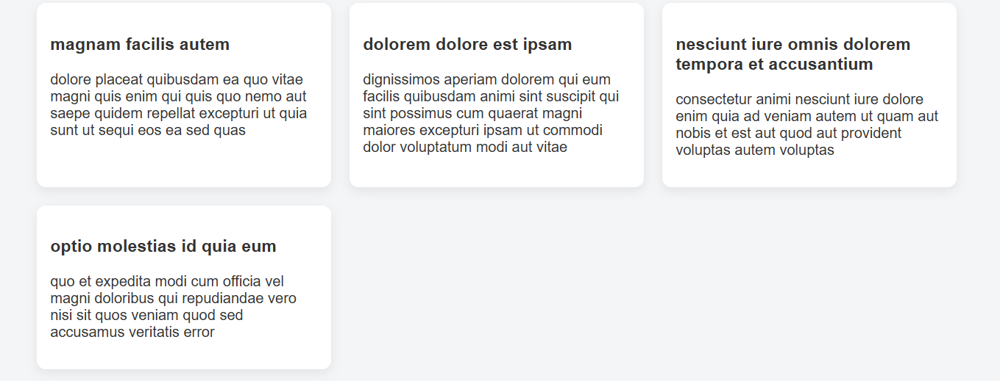 magnam facilis autem
dolore placeat quibusdam ea quo vitae
magni quis enim qui quis quo nemo aut
saepe quidem repellat excepturi ut quia
sunt ut sequi eos ea sed quas
dolorem dolore est ipsam
dignissimos aperiam dolorem qui eum
facilis quibusdam animi sint suscipit qui
sint possimus cum quaerat magni
maiores excepturi ipsam ut commodi
dolor voluptatum modi aut vitae
nesciunt iure omnis dolorem
tempora et accusantium
consectetur animi nesciunt iure dolore
enim quia ad veniam autem ut quam aut
nobis et est aut quod aut provident
voluptas autem voluptas
optio molestias id quia eum
quo et expedita modi cum officia vel
magni doloribus qui repudiandae vero
nisi sit quos veniam quod sed
accusamus veritatis error